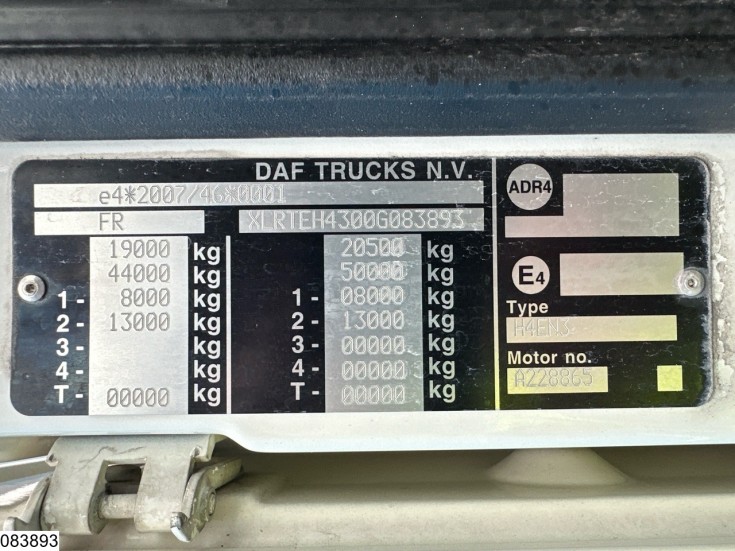 DAF TRUCKS N.V.
e4*2007/46*0001
FR XLRTEH4300G083893
19000 kg 20500 kg
44000 kg 50000 kg
1- 8000 kg 1- 08000 kg
2- 13000 kg 2- 13000 kg
3- kg 3- 00000 kg
4- kg 4- 00000 kg
T- 00000 kg T- 00000 kg
ADR4
E4
Type
H4EN3
Motor no.
A228865
083893